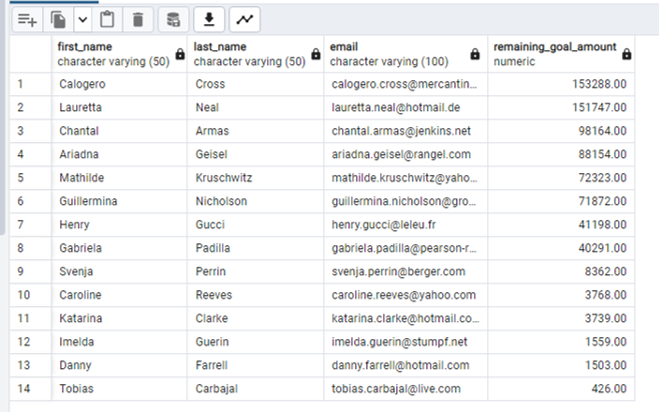 first_name last_name email remaining_goal_amount
character varying (50) character varying (50) character varying (100) numeric
1 Calogero Cross calogero.cross@mercantin... 153288.00
2 Lauretta Neal lauretta.neal@hotmail.de 151747.00
3 Chantal Armas chantal.armas@jenkins.net 98164.00
4 Ariadna Geisel ariadna.geisel@rangel.com 88154.00
5 Mathilde Kruschwitz mathilde.kruschwitz@yaho... 72323.00
6 Guillermina Nicholson guillermina.nicholson@gro... 71872.00
7 Henry Gucci henry.gucci@leleu.fr 41198.00
8 Gabriela Padilla gabriela.padilla@pearson-r... 40291.00
9 Svenja Perrin svenja.perrin@berger.com 8362.00
10 Caroline Reeves caroline.reeves@yahoo.com 3768.00
11 Katarina Clarke katarina.clarke@hotmail.co... 3739.00
12 Imelda Guerin imelda.guerin@stumpf.net 1559.00
13 Danny Farrell danny.farrell@hotmail.com 1503.00
14 Tobias Carbajal tobias.carbajal@live.com 426.00